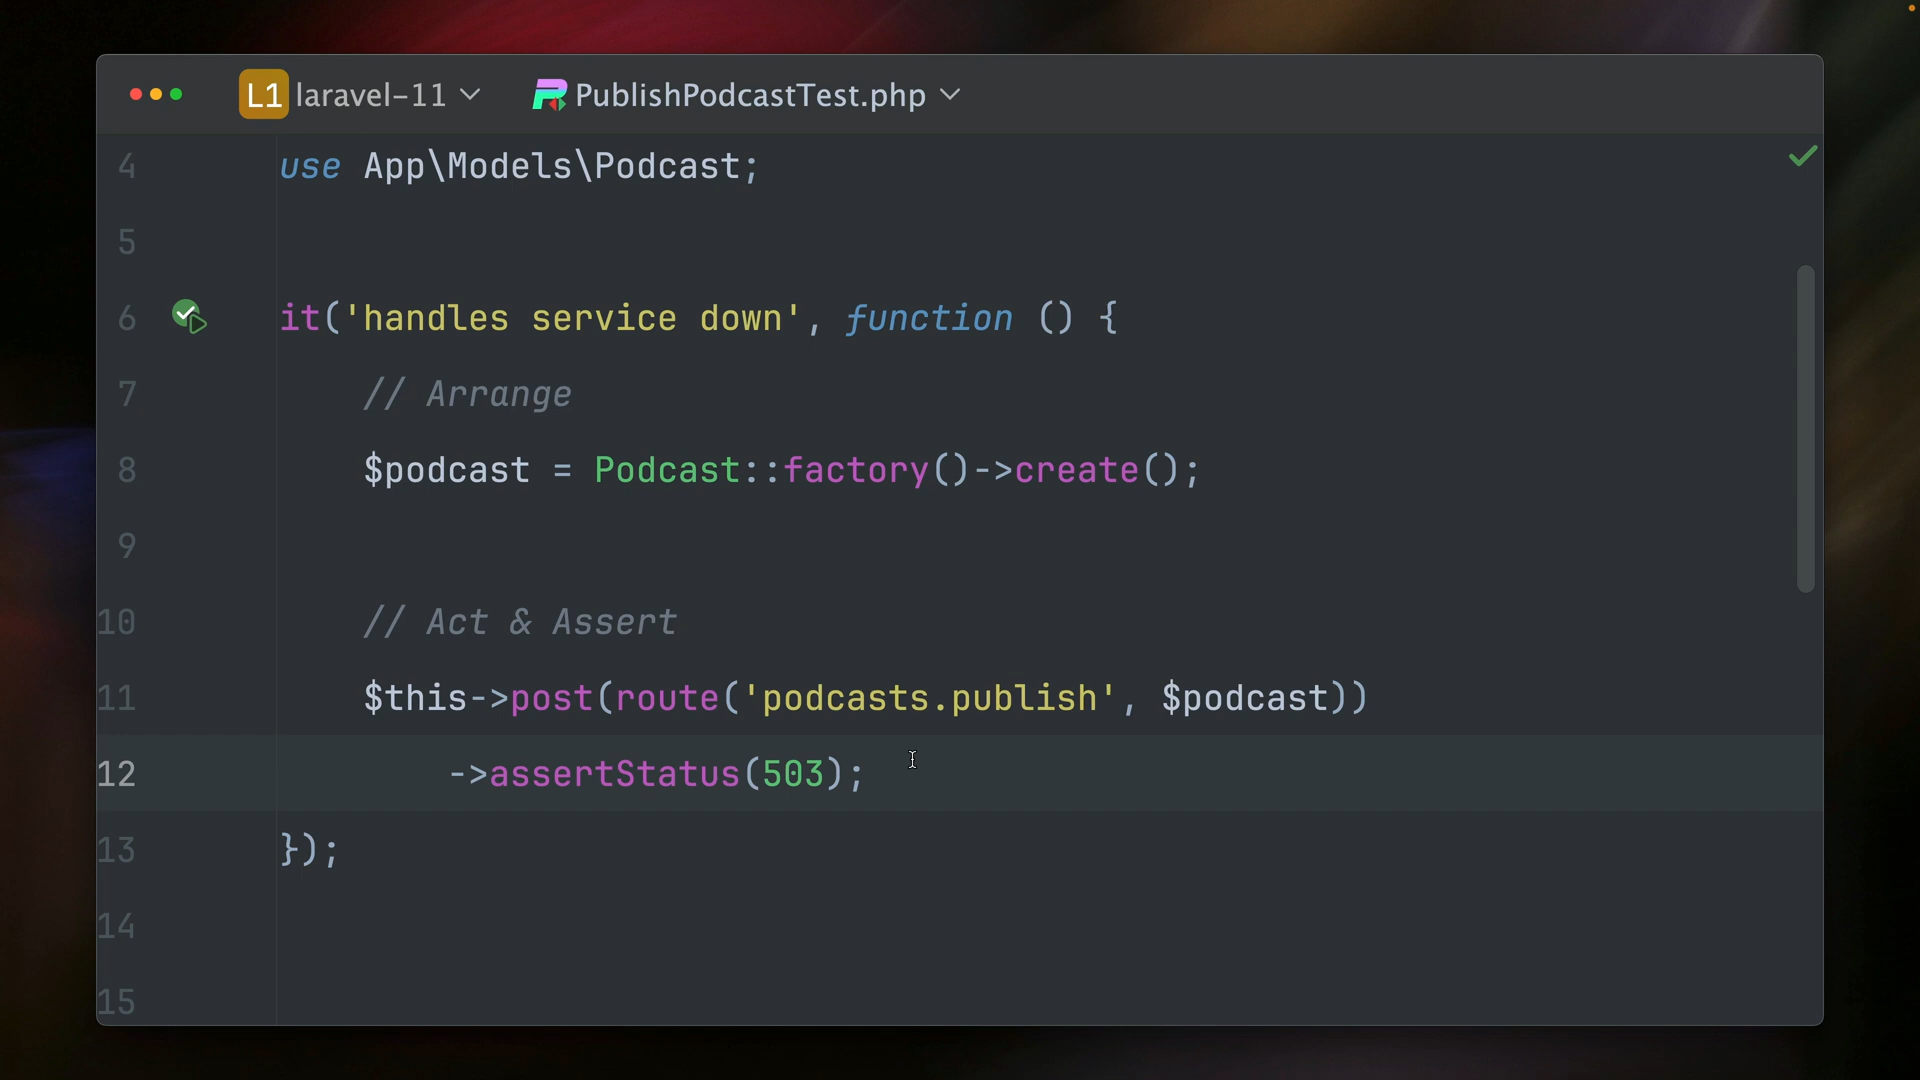 L1 laravel-11 PublishPodcastTest.php
4 use App\Models\Podcast;
5
6 it('handles service down', function () {
7 // Arrange
8 $podcast = Podcast::factory()->create();
9
10 // Act & Assert
11 $this->post(route('podcasts.publish', $podcast))
12 ->assertStatus(503);
13 });
14
15